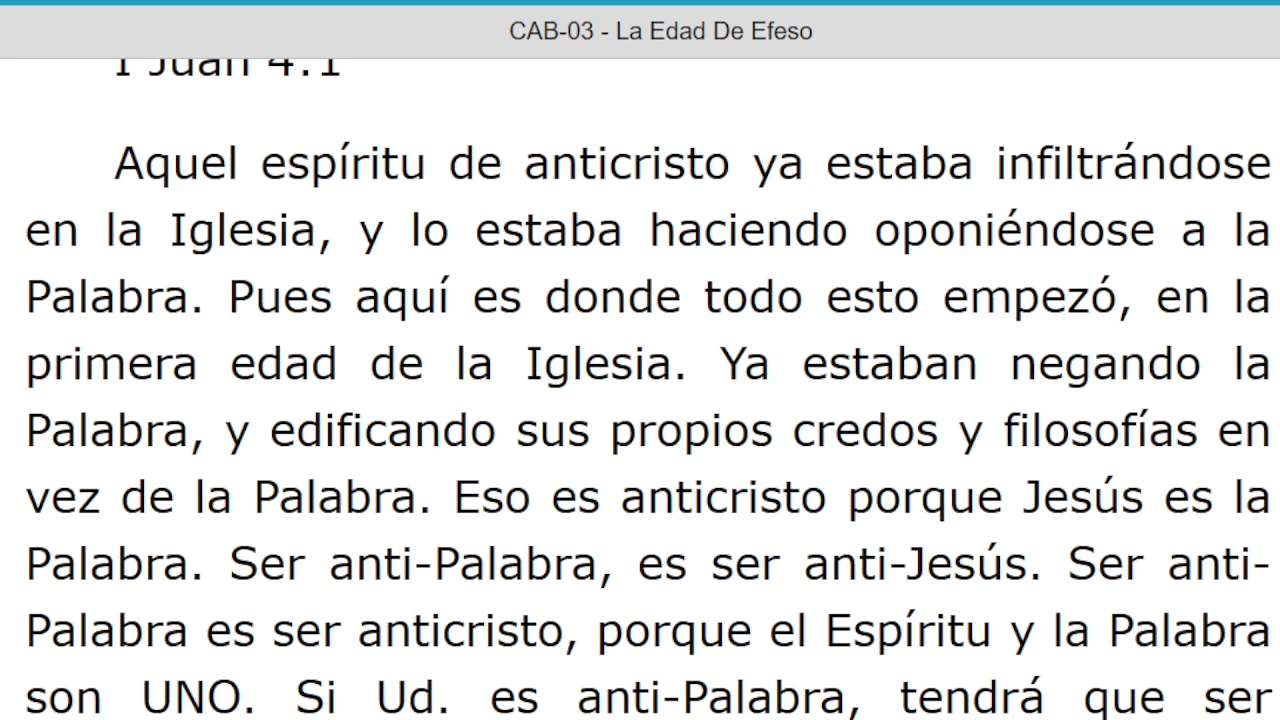 CAB-03 - La Edad De Efeso
I Juan 4:1
Aquel espíritu de anticristo ya estaba infiltrándose
en la Iglesia, y lo estaba haciendo oponiéndose a la
Palabra. Pues aquí es donde todo esto empezó, en la
primera edad de la Iglesia. Ya estaban negando la
Palabra, y edificando sus propios credos y filosofías en
vez de la Palabra. Eso es anticristo porque Jesús es la
Palabra. Ser anti-Palabra, es ser anti-Jesús. Ser anti-
Palabra es ser anticristo, porque el Espíritu y la Palabra
son UNO. Si Ud. es anti-Palabra, tendrá que ser